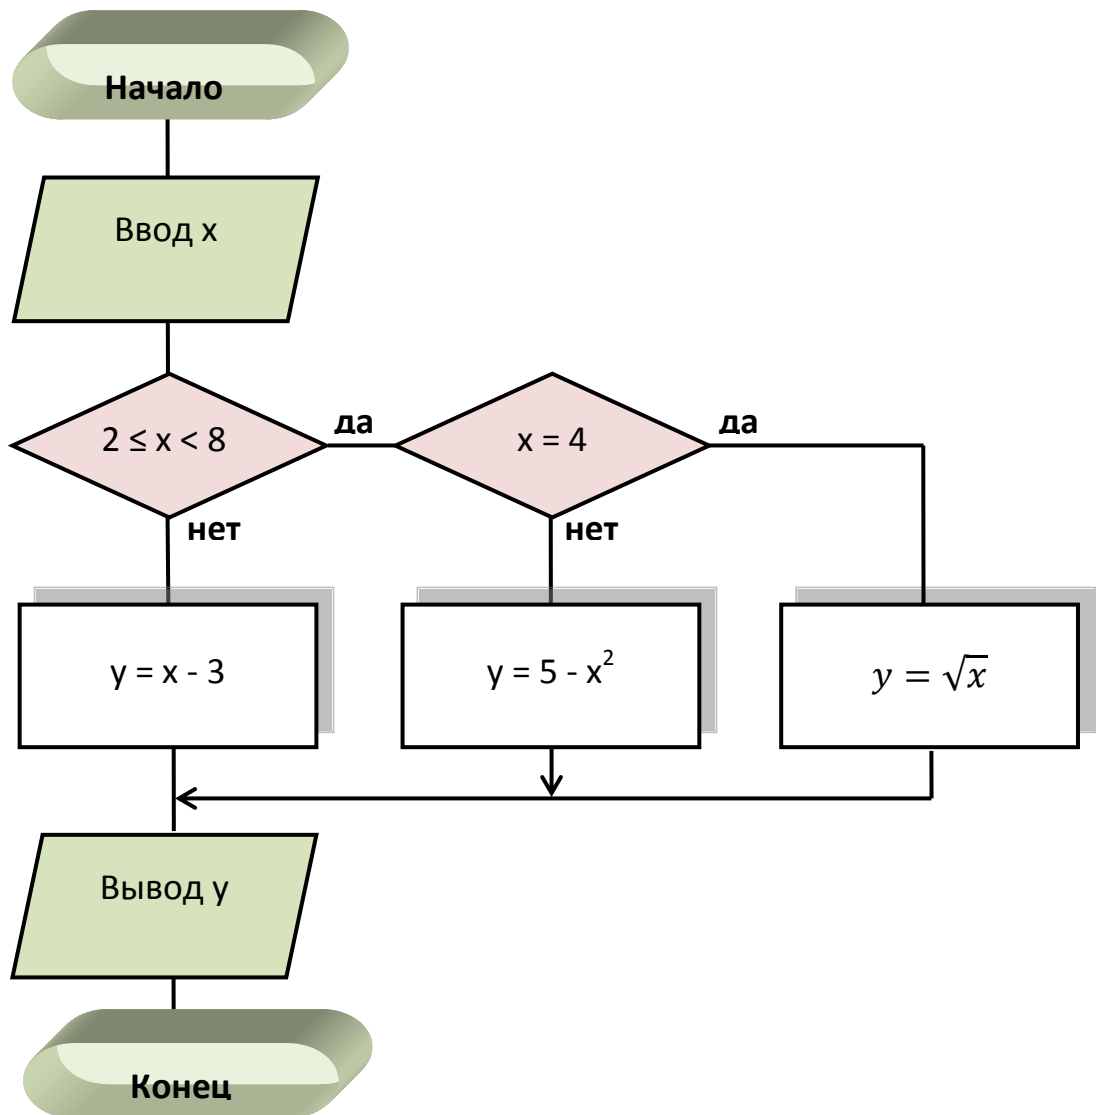 Начало
Ввод x
2 ≤ x < 8
да
x = 4
да
нет
нет
y = x - 3
y = 5 - x²
y = √x
Вывод y
Конец